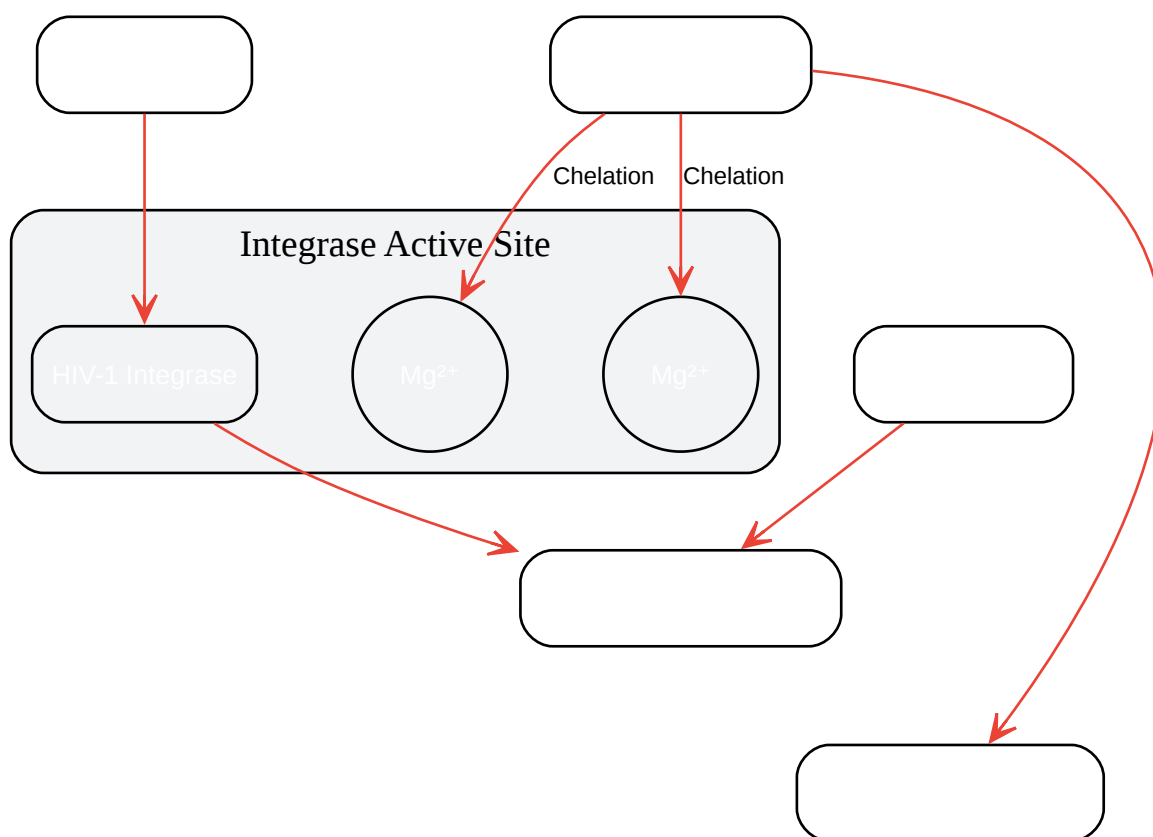 Chelation Chelation
Integrase Active Site
HIV-1 Integrase Mg²⁺ Mg²⁺